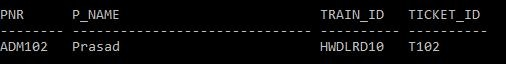 PNR P_NAME TRAIN_ID TICKET_ID
-------- ------------------------------ ---------- ----------
ADM102 Prasad HWDLRD10 T102